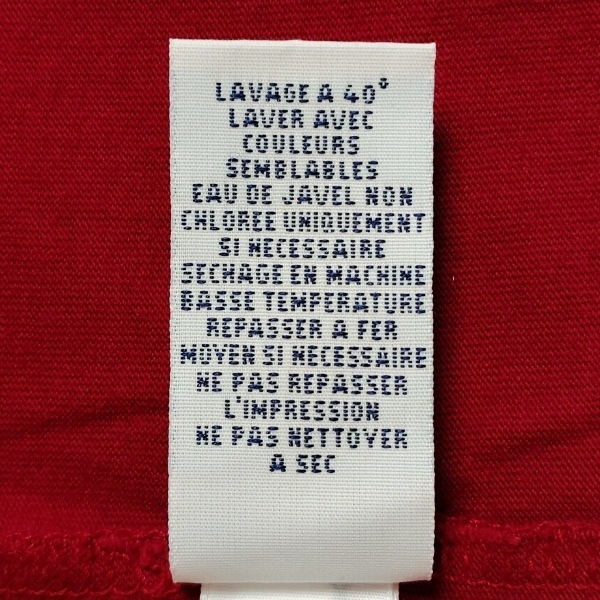 LAVAGE A 40°
LAVER AVEC
COULEURS
SEMBLABLES
EAU DE JAVEL NON
CHLOREE UNIQUEMENT
SI NECESSAIRE
SECHAGE EN MACHINE
BASSE TEMPERATURE
REPASSER A FER
MOYEN SI NECESSAIRE
NE PAS REPASSER
L'IMPRESSION
NE PAS NETTOYER
A SEC